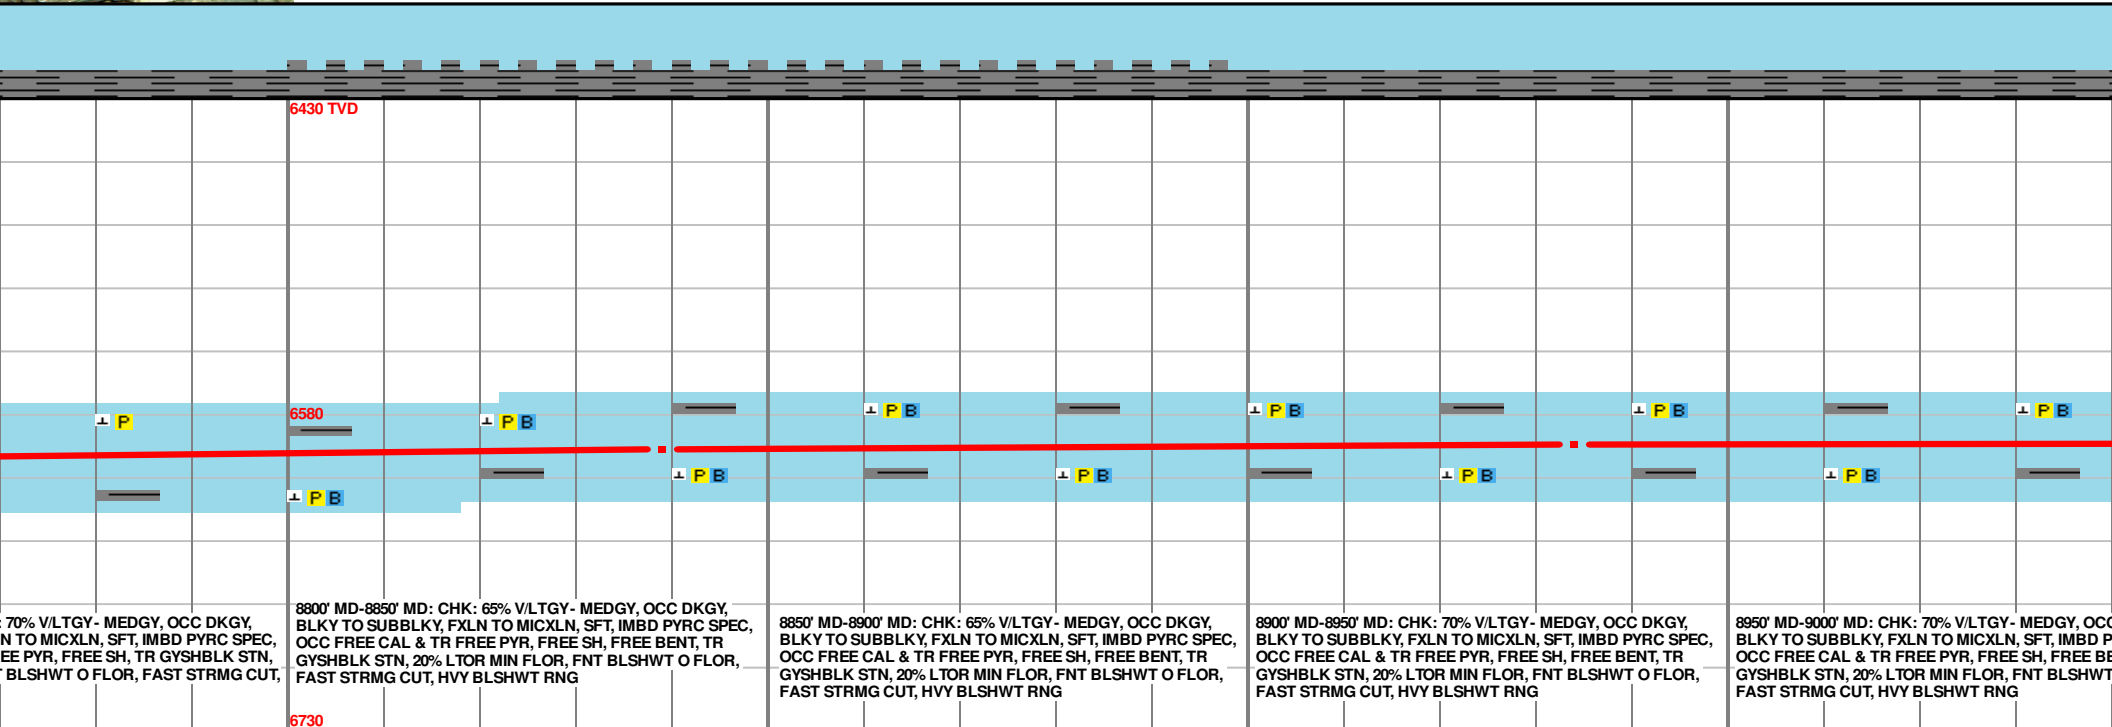 6430 TVD
P
6580
P B
P B
P B
P B
P B
P B
P B
P B
P B
P B
: 70% V/LTGY- MEDGY, OCC DKGY,
N TO MICXLN, SFT, IMBD PYRC SPEC,
EE PYR, FREE SH, TR GYSHBLK STN,
BLSHWT O FLOR, FAST STRMG CUT,
8800' MD-8850' MD: CHK: 65% V/LTGY- MEDGY, OCC DKGY,
BLKY TO SUBBLKY, FXLN TO MICXLN, SFT, IMBD PYRC SPEC,
OCC FREE CAL & TR FREE PYR, FREE SH, FREE BENT, TR
GYSHBLK STN, 20% LTOR MIN FLOR, FNT BLSHWT O FLOR,
FAST STRMG CUT, HVY BLSHWT RNG
8850' MD-8900' MD: CHK: 65% V/LTGY- MEDGY, OCC DKGY,
BLKY TO SUBBLKY, FXLN TO MICXLN, SFT, IMBD PYRC SPEC,
OCC FREE CAL & TR FREE PYR, FREE SH, FREE BENT, TR
GYSHBLK STN, 20% LTOR MIN FLOR, FNT BLSHWT O FLOR,
FAST STRMG CUT, HVY BLSHWT RNG
8900' MD-8950' MD: CHK: 70% V/LTGY- MEDGY, OCC DKGY,
BLKY TO SUBBLKY, FXLN TO MICXLN, SFT, IMBD PYRC SPEC,
OCC FREE CAL & TR FREE PYR, FREE SH, FREE BENT, TR
GYSHBLK STN, 20% LTOR MIN FLOR, FNT BLSHWT O FLOR,
FAST STRMG CUT, HVY BLSHWT RNG
8950' MD-9000' MD: CHK: 70% V/LTGY- MEDGY, OCC
BLKY TO SUBBLKY, FXLN TO MICXLN, SFT, IMBD P
OCC FREE CAL & TR FREE PYR, FREE SH, FREE BE
GYSHBLK STN, 20% LTOR MIN FLOR, FNT BLSHWT
FAST STRMG CUT, HVY BLSHWT RNG
6730